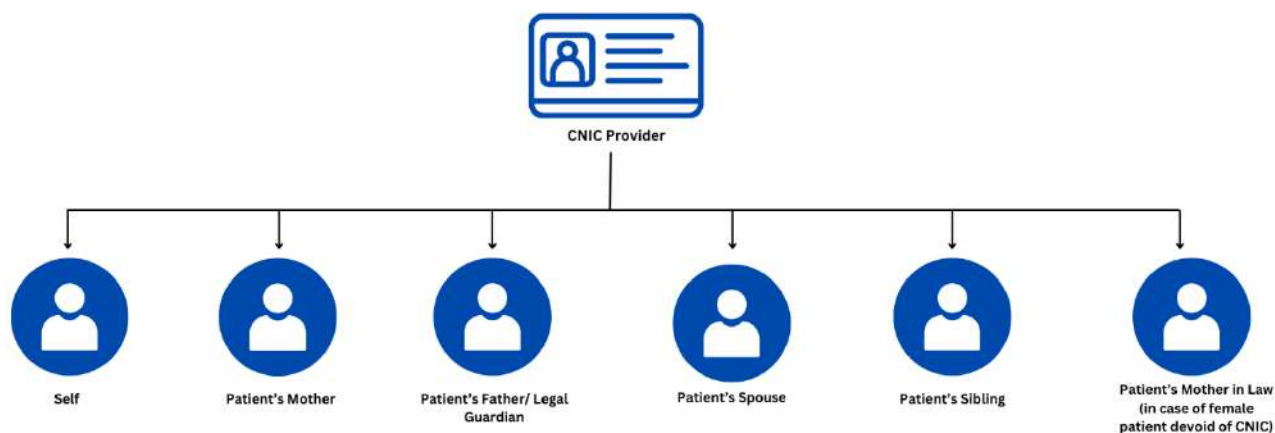 CNIC Provider
Self
Patient's Mother
Patient's Father/ Legal
Guardian
Patient's Spouse
Patient's Sibling
Patient's Mother in Law
(in case of female
patient devoid of CNIC)